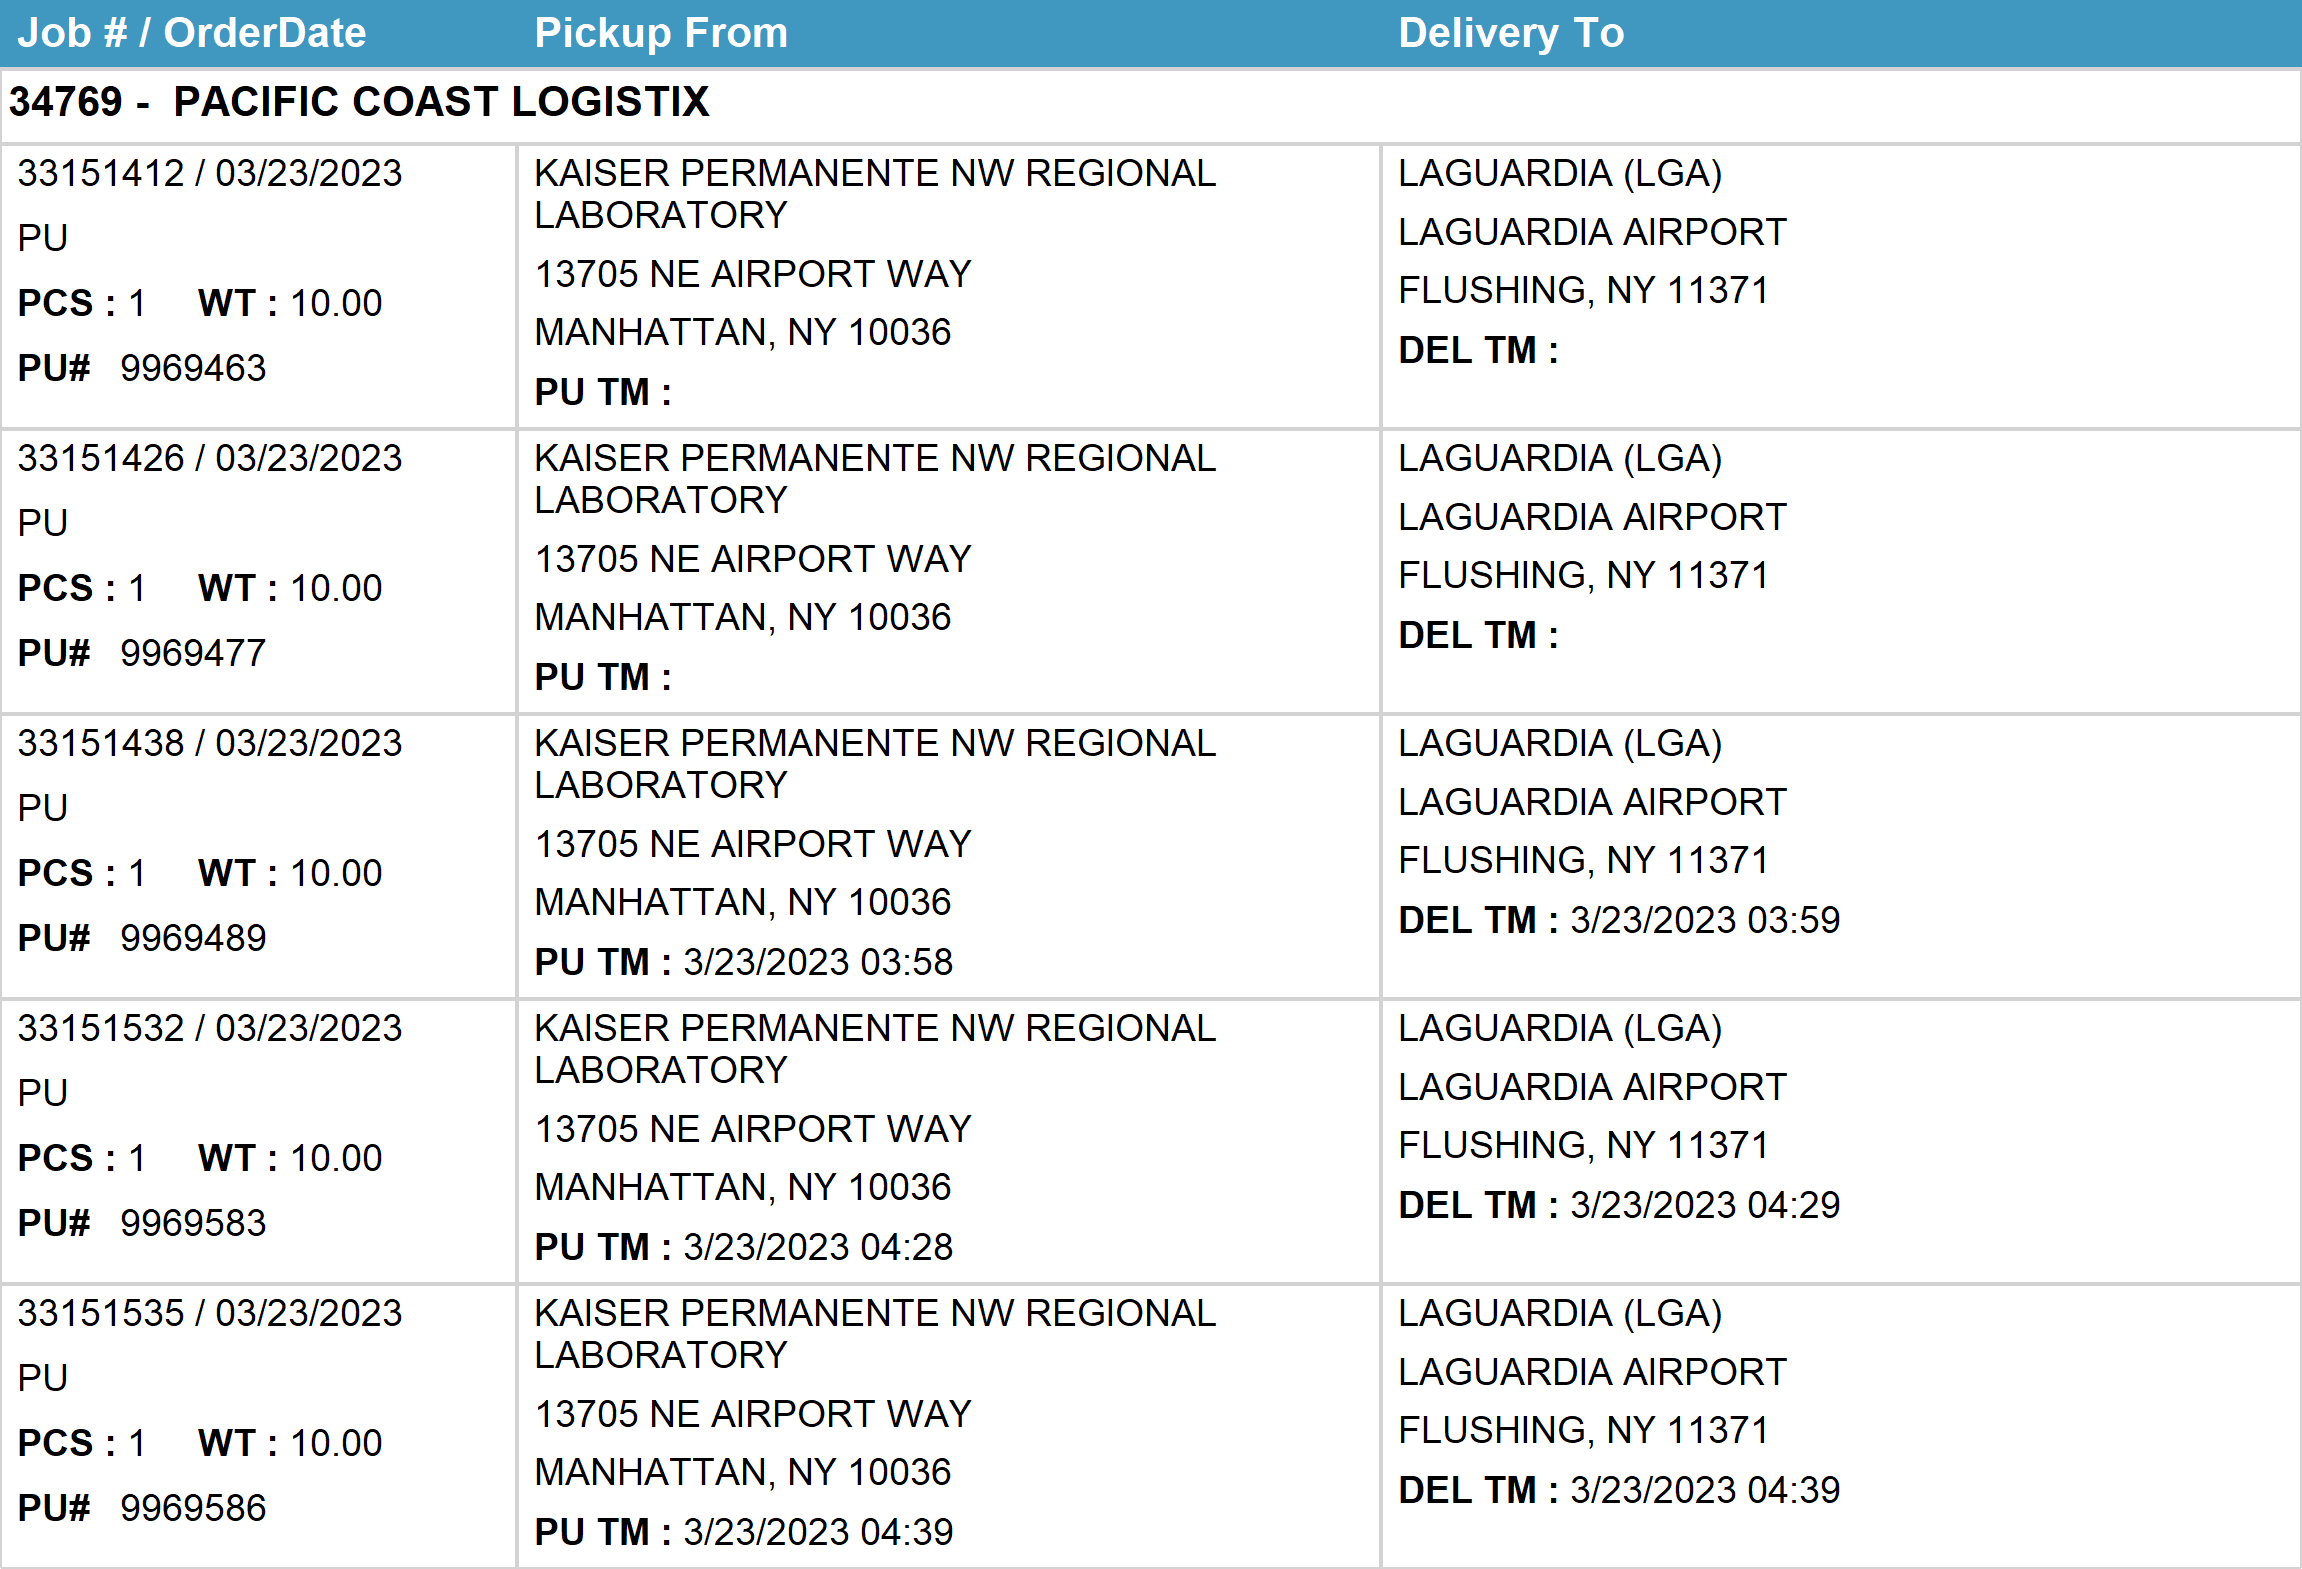 Job # / OrderDate Pickup From Delivery To
34769 - PACIFIC COAST LOGISTIX
33151412 / 03/23/2023
PU
PCS : 1 WT : 10.00
PU# 9969463
KAISER PERMANENTE NW REGIONAL
LABORATORY
13705 NE AIRPORT WAY
MANHATTAN, NY 10036
PU TM :
LAGUARDIA (LGA)
LAGUARDIA AIRPORT
FLUSHING, NY 11371
DEL TM :
33151426 / 03/23/2023
PU
PCS : 1 WT : 10.00
PU# 9969477
KAISER PERMANENTE NW REGIONAL
LABORATORY
13705 NE AIRPORT WAY
MANHATTAN, NY 10036
PU TM :
LAGUARDIA (LGA)
LAGUARDIA AIRPORT
FLUSHING, NY 11371
DEL TM :
33151438 / 03/23/2023
PU
PCS : 1 WT : 10.00
PU# 9969489
KAISER PERMANENTE NW REGIONAL
LABORATORY
13705 NE AIRPORT WAY
MANHATTAN, NY 10036
PU TM : 3/23/2023 03:58
LAGUARDIA (LGA)
LAGUARDIA AIRPORT
FLUSHING, NY 11371
DEL TM : 3/23/2023 03:59
33151532 / 03/23/2023
PU
PCS : 1 WT : 10.00
PU# 9969583
KAISER PERMANENTE NW REGIONAL
LABORATORY
13705 NE AIRPORT WAY
MANHATTAN, NY 10036
PU TM : 3/23/2023 04:28
LAGUARDIA (LGA)
LAGUARDIA AIRPORT
FLUSHING, NY 11371
DEL TM : 3/23/2023 04:29
33151535 / 03/23/2023
PU
PCS : 1 WT : 10.00
PU# 9969586
KAISER PERMANENTE NW REGIONAL
LABORATORY
13705 NE AIRPORT WAY
MANHATTAN, NY 10036
PU TM : 3/23/2023 04:39
LAGUARDIA (LGA)
LAGUARDIA AIRPORT
FLUSHING, NY 11371
DEL TM : 3/23/2023 04:39